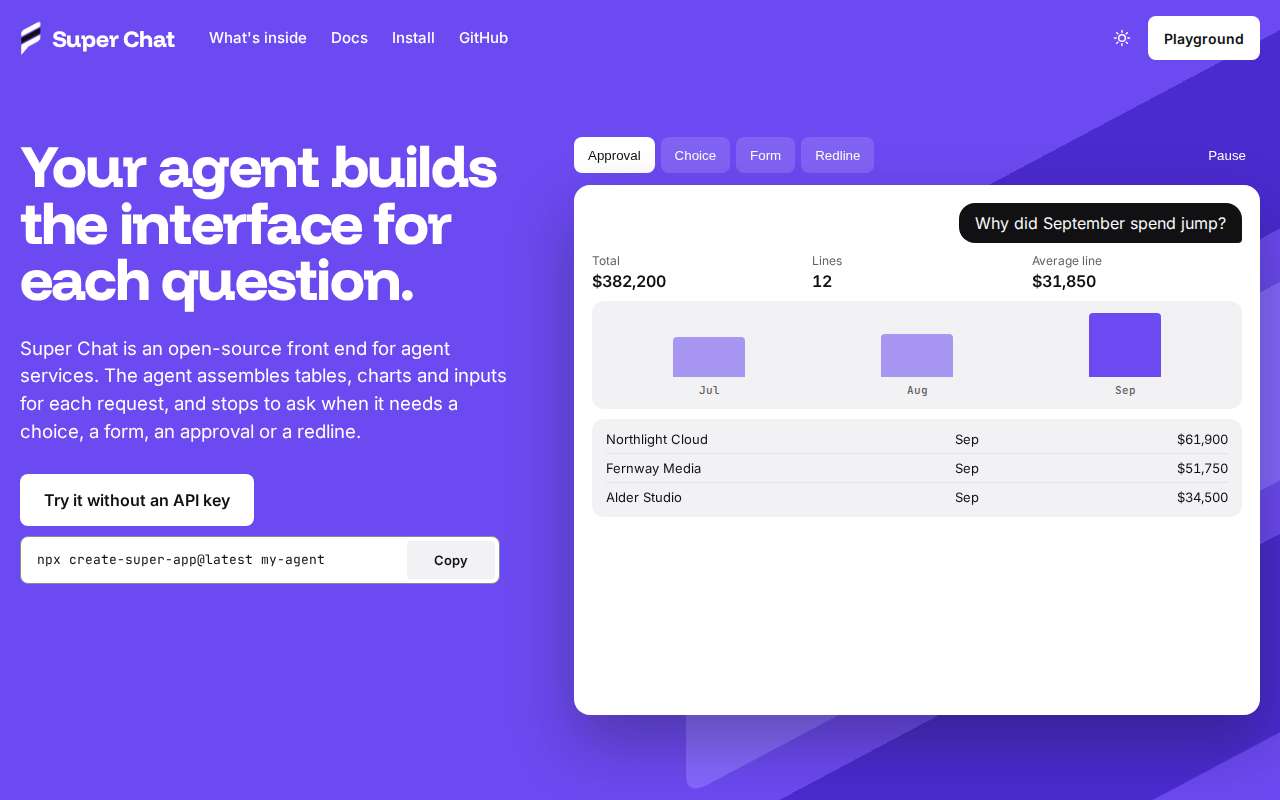 Super Chat
What's inside
Docs
Install
GitHub
Playground
Your agent builds
the interface for
each question.
Super Chat is an open-source front end for agent
services. The agent assembles tables, charts and inputs
for each request, and stops to ask when it needs a
choice, a form, an approval or a redline.
Try it without an API key
npx create-super-app@latest my-agent
Copy
Approval
Choice
Form
Redline
Pause
Why did September spend jump?
Total
Lines
Average line
$382,200
12
$31,850
Jul
Aug
Sep
Northlight Cloud Sep $61,900
Fernway Media Sep $51,750
Alder Studio Sep $34,500